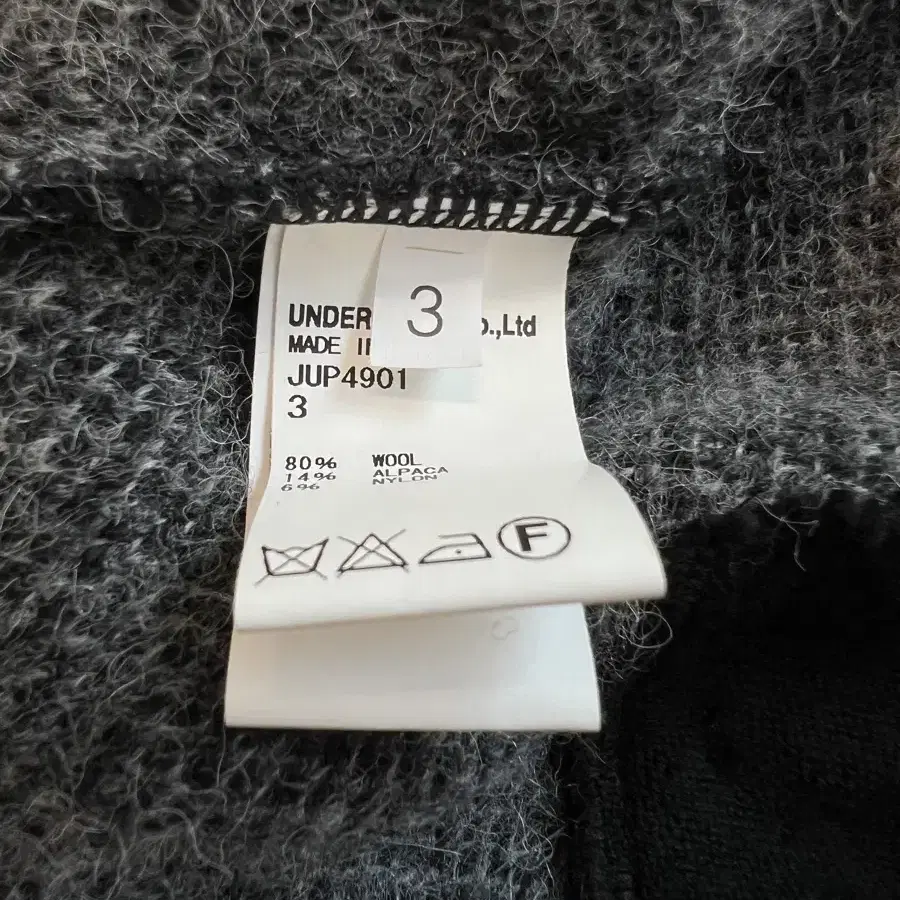 3
UNDER .,Ltd
MADE I
JUP4901
3
80% WOOL
14% ALPACA
6% NYLON
F